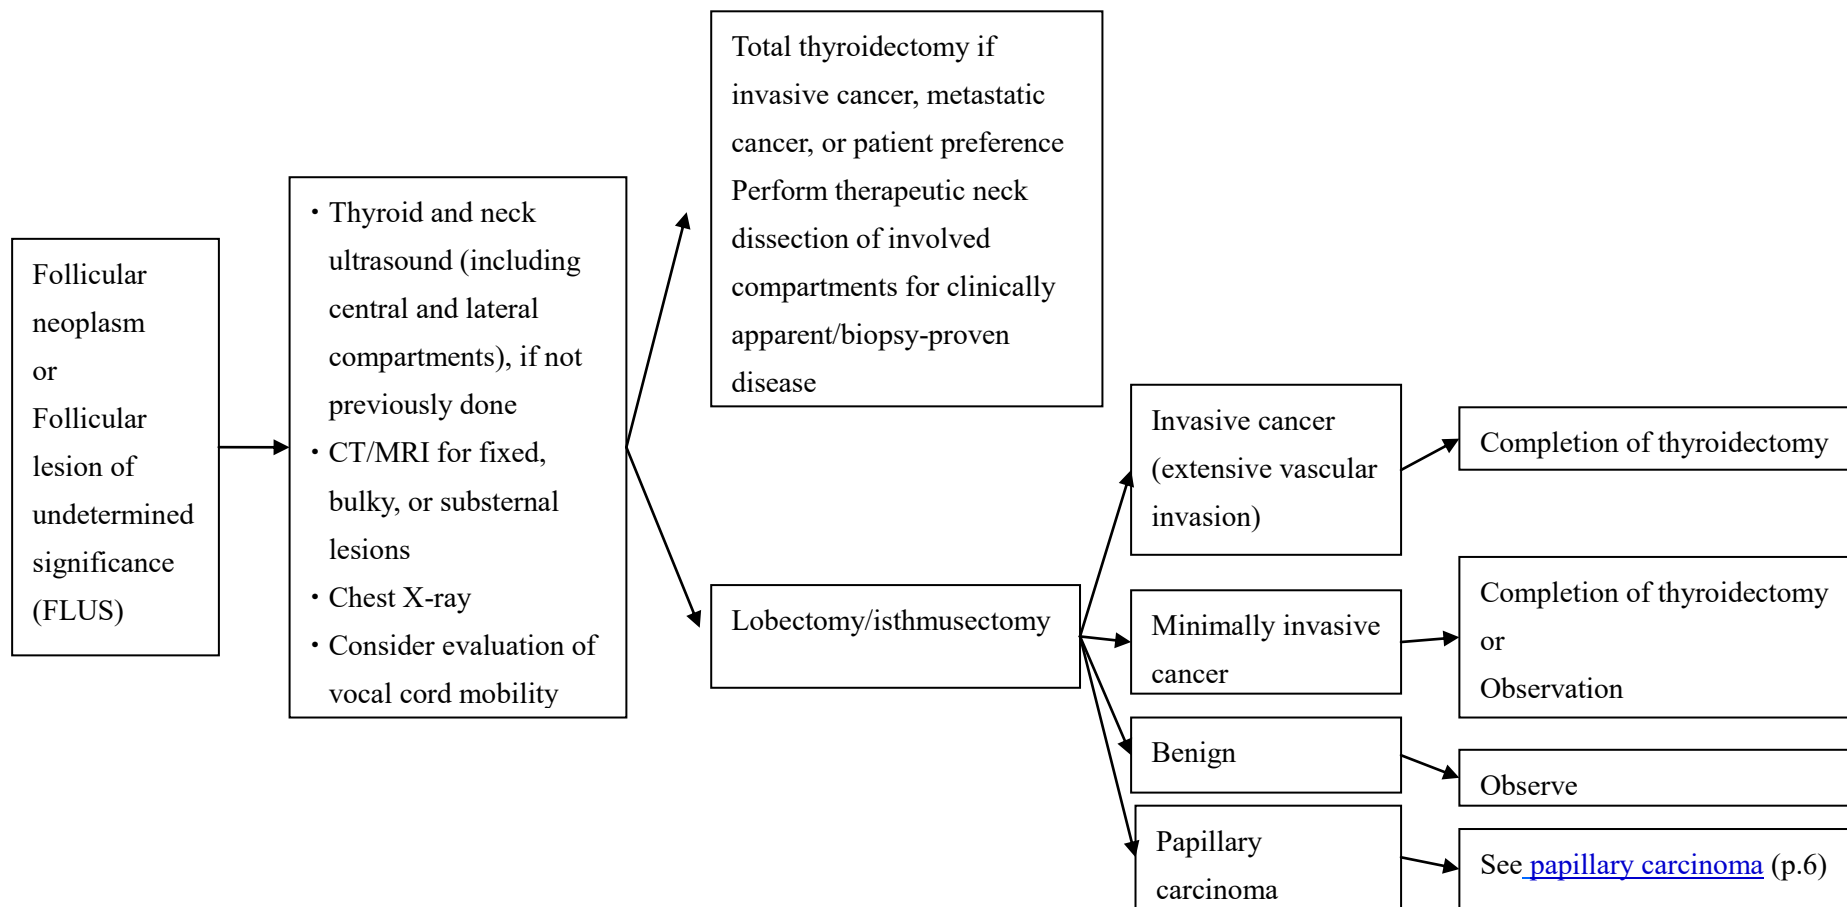 Follicular
neoplasm
or
Follicular
lesion of
undetermined
significance
(FLUS)
・Thyroid and neck
ultrasound (including
central and lateral
compartments), if not
previously done
・CT/MRI for fixed,
bulky, or substernal
lesions
・Chest X-ray
・Consider evaluation of
vocal cord mobility
Total thyroidectomy if
invasive cancer, metastatic
cancer, or patient preference
Perform therapeutic neck
dissection of involved
compartments for clinically
apparent/biopsy-proven
disease
Lobectomy/isthmusectomy
Invasive cancer
(extensive vascular
invasion)
Completion of thyroidectomy
Minimally invasive
cancer
Completion of thyroidectomy
or
Observation
Benign
Observe
Papillary
carcinoma
See papillary carcinoma (p.6)